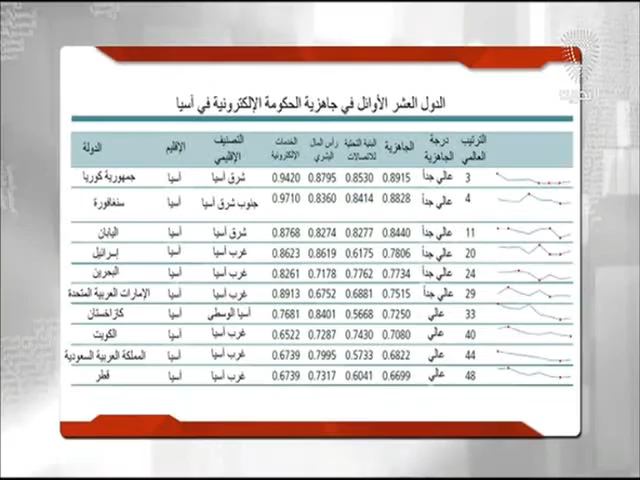 البحرين
الدول العشر الأوائل في جاهزية الحكومة الإلكترونية في آسيا
الترتيب العالمي درجة الجاهزية الجاهزية البنية التحتية للاتصالات رأس المال البشري الخدمات الإلكترونية التصنيف الإقليمي الإقليم الدولة
3 عالي جداً 0.8915 0.8530 0.8795 0.9420 شرق آسيا آسيا جمهورية كوريا
4 عالي جداً 0.8828 0.8414 0.8360 0.9710 جنوب شرق آسيا آسيا سنغافورة
11 عالي جداً 0.8440 0.8277 0.8274 0.8768 شرق آسيا آسيا اليابان
20 عالي جداً 0.7806 0.6175 0.8619 0.8623 غرب آسيا آسيا إسرائيل
24 عالي جداً 0.7734 0.7762 0.7178 0.8261 غرب آسيا آسيا البحرين
29 عالي جداً 0.7515 0.6881 0.6752 0.8913 غرب آسيا آسيا الإمارات العربية المتحدة
33 عالي 0.7250 0.5668 0.8401 0.7681 آسيا الوسطي آسيا كازاخستان
40 عالي 0.7080 0.7430 0.7287 0.6522 غرب آسيا آسيا الكويت
44 عالي 0.6822 0.5733 0.7995 0.6739 غرب آسيا آسيا المملكة العربية السعودية
48 عالي 0.6699 0.6041 0.7317 0.6739 غرب آسيا آسيا قطر